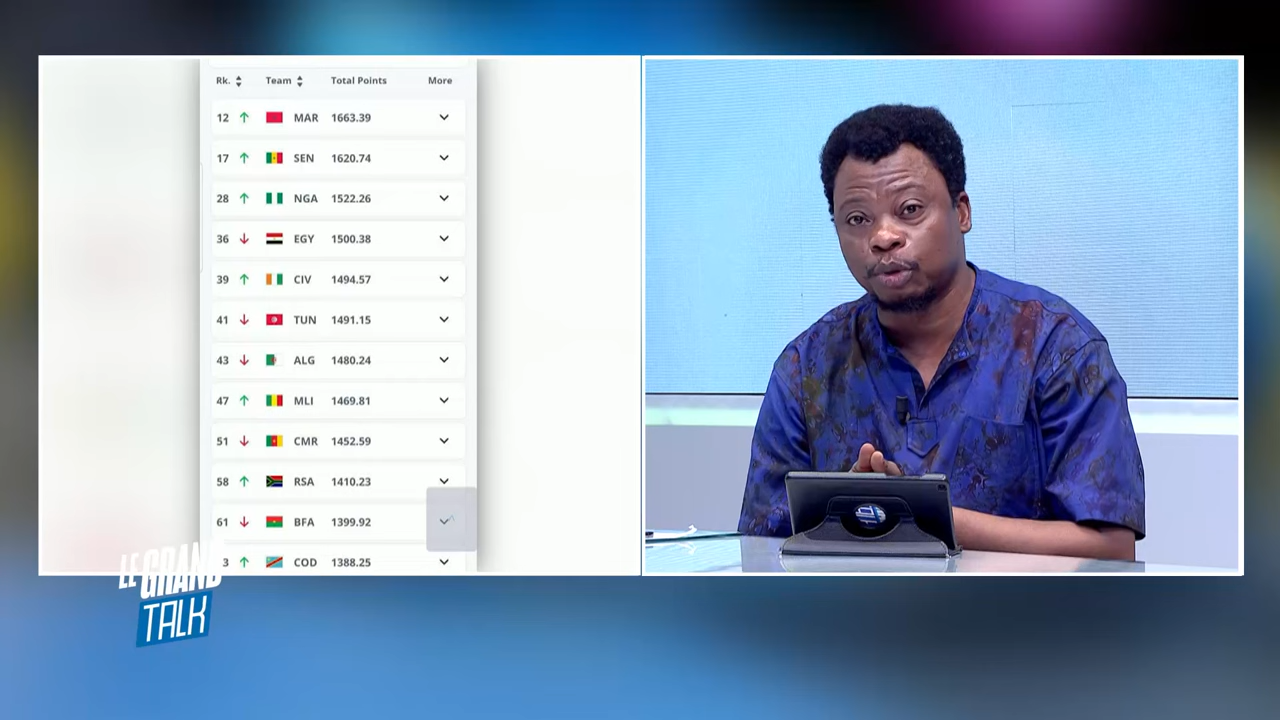 Rk. Team Total Points More
12 MAR 1663.39
17 SEN 1620.74
28 NGA 1522.26
36 EGY 1500.38
39 CIV 1494.57
41 TUN 1491.15
43 ALG 1480.24
47 MLI 1469.81
51 CMR 1452.59
58 RSA 1410.23
61 BFA 1399.92
3 COD 1388.25
LE GRAND
TALK